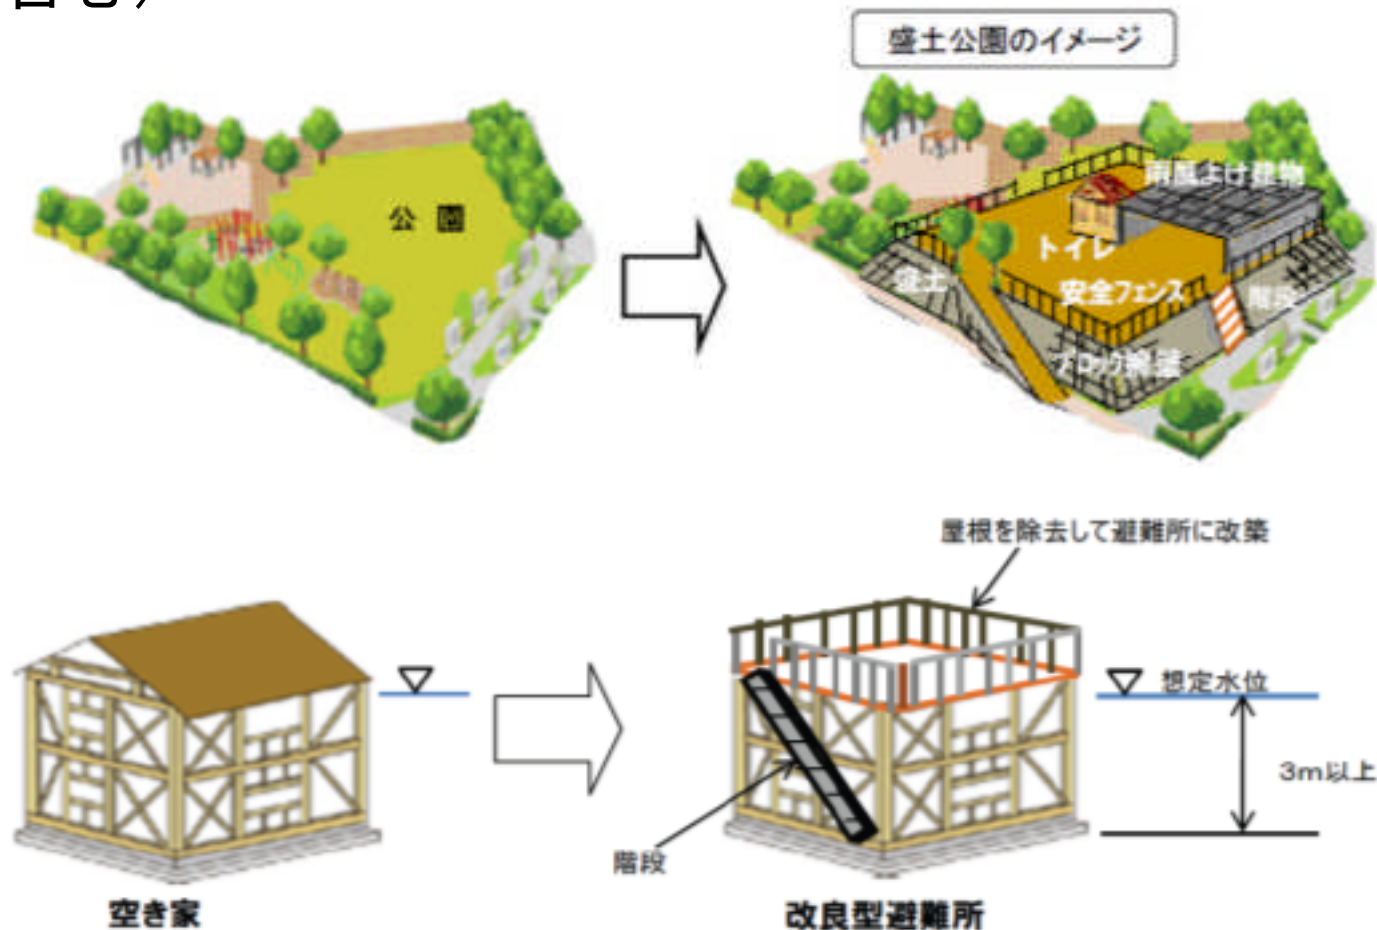 盛土公園のイメージ
公園
雨風よけ建物
トイレ
盛土
安全フェンス
階段
ブロック擁壁
屋根を除去して避難所に改築
想定水位
3m以上
階段
空き家
改良型避難所